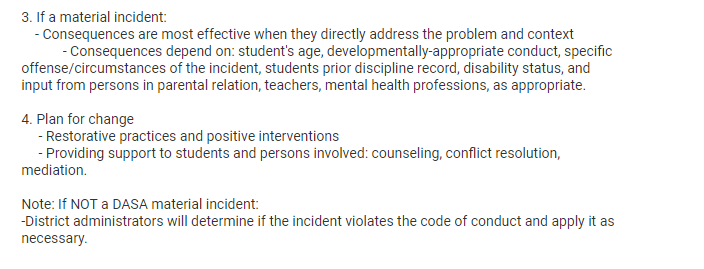 3. If a material incident:
- Consequences are most effective when they directly address the problem and context
- Consequences depend on: student's age, developmentally-appropriate conduct, specific
offense/circumstances of the incident, students prior discipline record, disability status, and
input from persons in parental relation, teachers, mental health professions, as appropriate.
4. Plan for change
- Restorative practices and positive interventions
- Providing support to students and persons involved: counseling, conflict resolution,
mediation.
Note: If NOT a DASA material incident:
-District administrators will determine if the incident violates the code of conduct and apply it as
necessary.